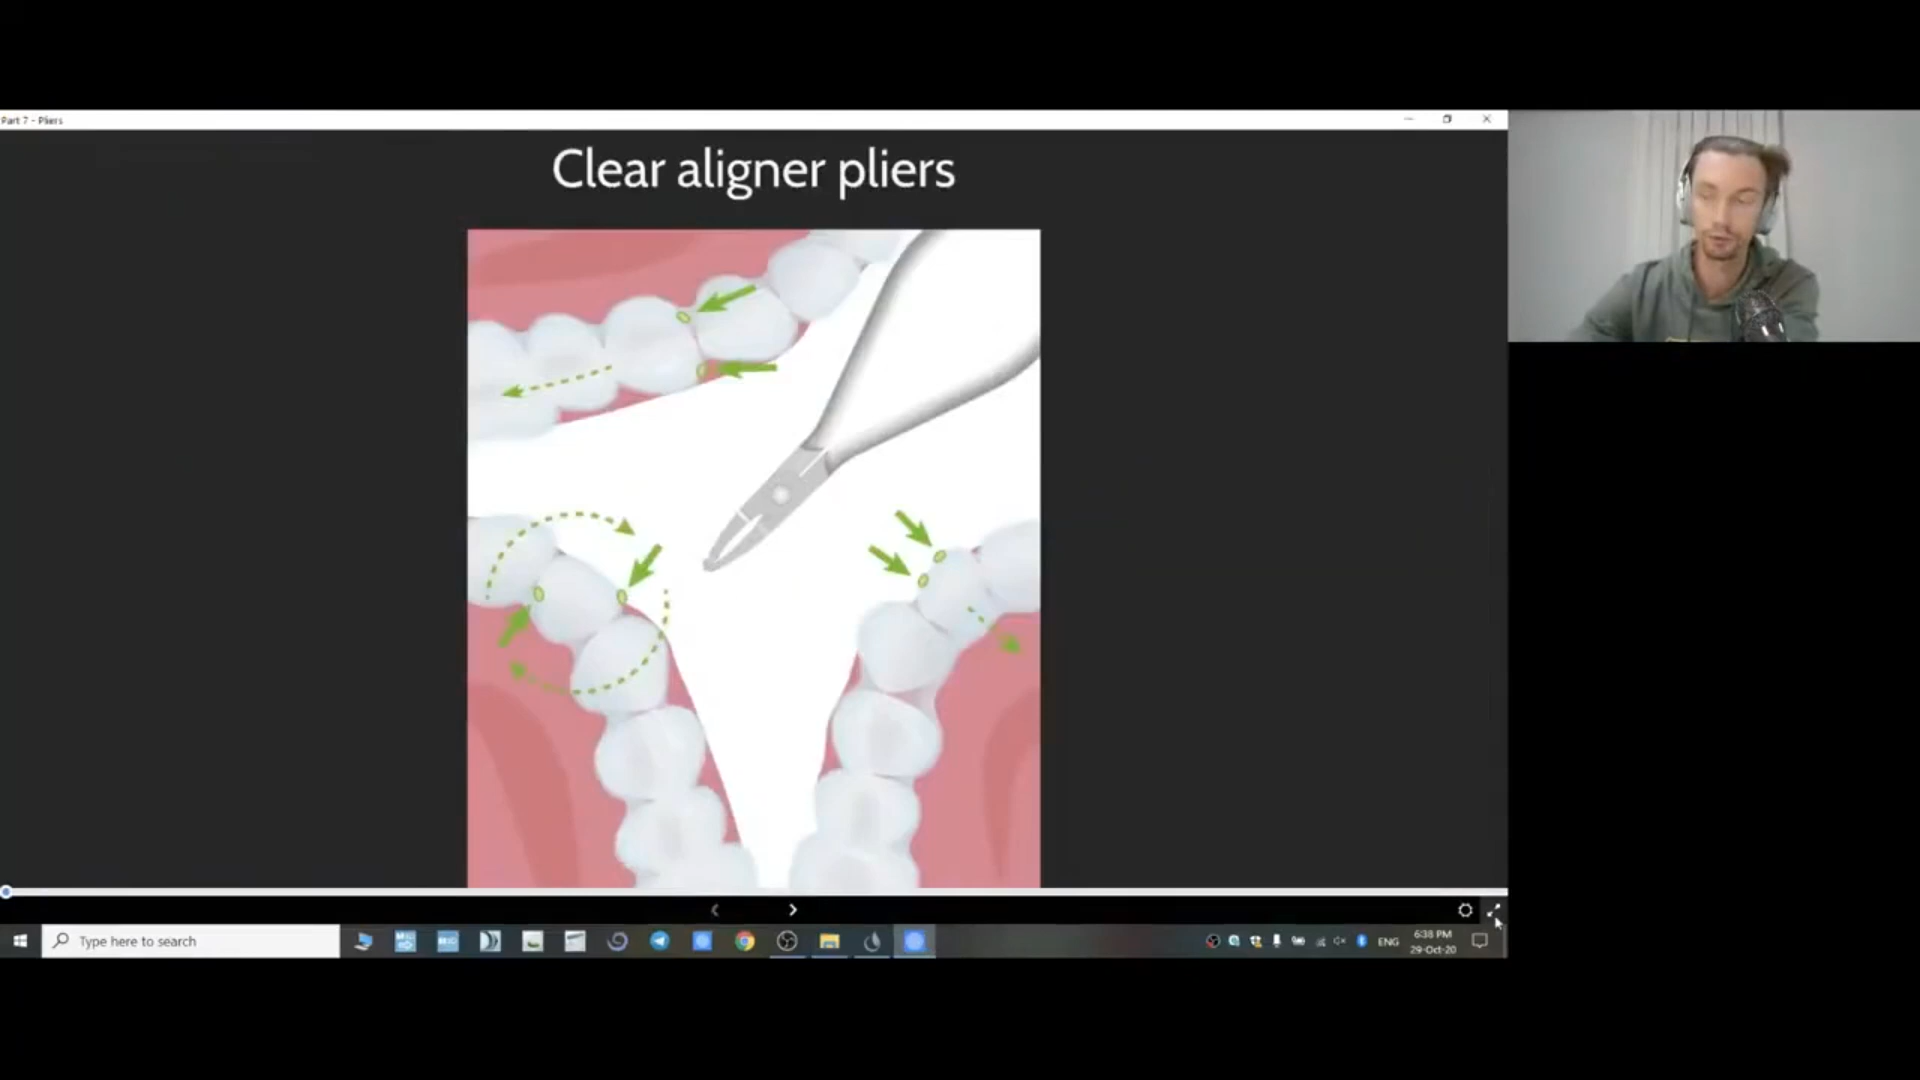 Part 7 - Pliers
Clear aligner pliers
Type here to search
ENG
6:38 PM
29-Oct-20